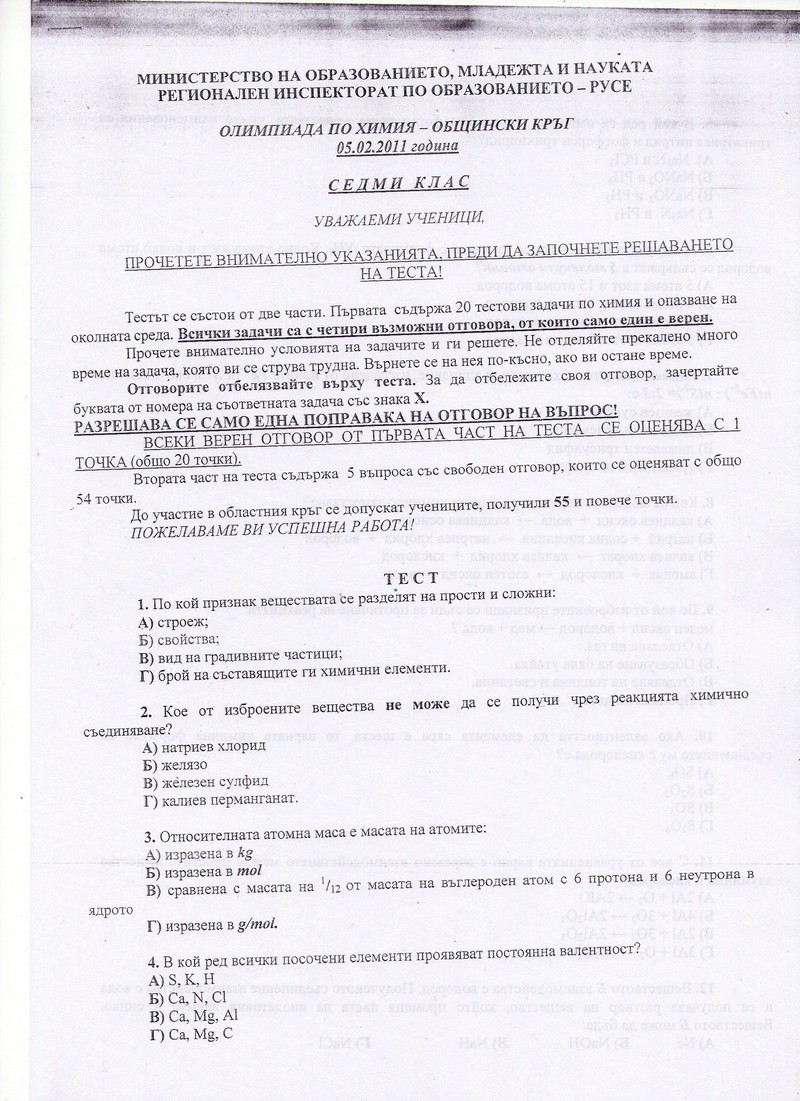 МИНИСТЕРСТВО НА ОБРАЗОВАНИЕТО, МЛАДЕЖТА И НАУКАТА
РЕГИОНАЛЕН ИНСПЕКТОРАТ ПО ОБРАЗОВАНИЕТО – РУСЕ
ОЛИМПИАДА ПО ХИМИЯ – ОБЩИНСКИ КРЪГ
05.02.2011 година
СЕДМИ КЛАС
УВАЖАЕМИ УЧЕНИЦИ,
ПРОЧЕТЕТЕ ВНИМАТЕЛНО УКАЗАНИЯТА, ПРЕДИ ДА ЗАПОЧНЕТЕ РЕШАВАНЕТО
НА ТЕСТА!
Тестът се състои от две части. Първата съдържа 20 тестови задачи по химия и опазване на
околната среда. Всички задачи са с четири възможни отговора, от които само един е верен.
Прочете внимателно условията на задачите и ги решете. Не отделяйте прекалено много
време на задача, която ви се струва трудна. Върнете се на нея по-късно, ако ви остане време.
Отговорите отбелязвайте върху теста. За да отбележите своя отговор, зачертайте
буквата от номера на съответната задача със знака Х.
РАЗРЕШАВА СЕ САМО ЕДНА ПОПРАВАКА НА ОТГОВОР НА ВЪПРОС!
ВСЕКИ ВЕРЕН ОТГОВОР ОТ ПЪРВАТА ЧАСТ НА ТЕСТА СЕ ОЦЕНЯВА С 1
ТОЧКА (общо 20 точки).
Втората част на теста съдържа 5 въпроса със свободен отговор, които се оценяват с общо
54 точки.
До участие в областния кръг се допускат учениците, получили 55 и повече точки.
ПОЖЕЛАВАМЕ ВИ УСПЕШНА РАБОТА!
ТЕСТ
1. По кой признак веществата се разделят на прости и сложни:
А) строеж;
Б) свойства;
В) вид на градивните частици;
Г) брой на съставящите ги химични елементи.
2. Кое от изброените вещества не може да се получи чрез реакцията химично
съединяване?
А) натриев хлорид
Б) желязо
В) железен сулфид
Г) калиев перманганат.
3. Относителната атомна маса е масата на атомите:
А) изразена в kg
Б) изразена в mol
В) сравнена с масата на 1/12 от масата на въглероден атом с 6 протона и 6 неутрона в
ядрото
Г) изразена в g/mol.
4. В кой ред всички посочени елементи проявяват постоянна валентност?
А) S, K, H
Б) Ca, N, Cl
В) Ca, Mg, Al
Г) Ca, Mg, C